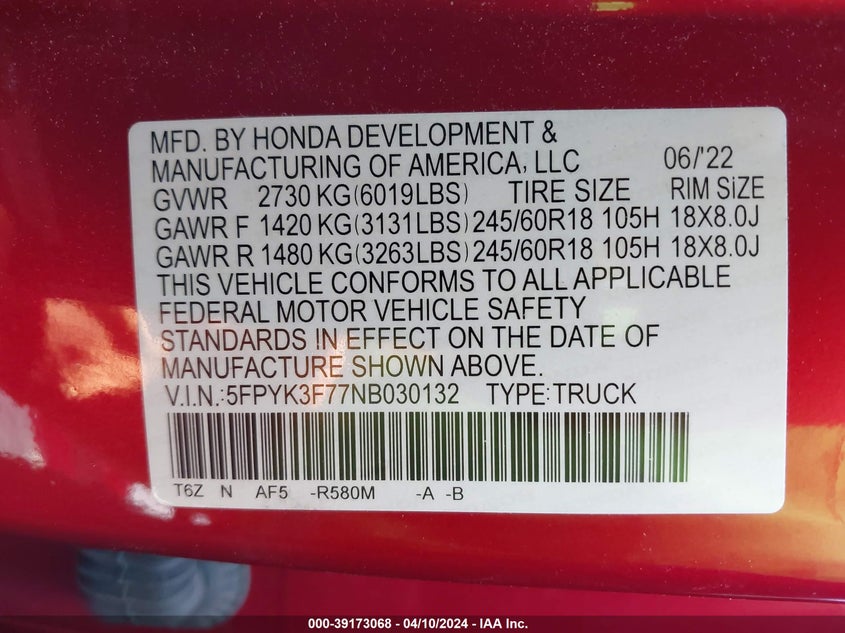 MFD. BY HONDA DEVELOPMENT &
MANUFACTURING OF AMERICA, LLC 06/'22
GVWR 2730 KG(6019LBS) TIRE SIZE RIM SIZE
GAWR F 1420 KG(3131LBS) 245/60R18 105H 18X8.0J
GAWR R 1480 KG(3263LBS) 245/60R18 105H 18X8.0J
THIS VEHICLE CONFORMS TO ALL APPLICABLE
FEDERAL MOTOR VEHICLE SAFETY
STANDARDS IN EFFECT ON THE DATE OF
MANUFACTURE SHOWN ABOVE.
V.I.N.:5FPYK3F77NB030132 TYPE:TRUCK
T6Z N AF5 -R580M -A -B
000-39173068 - 04/10/2024 - IAA Inc.